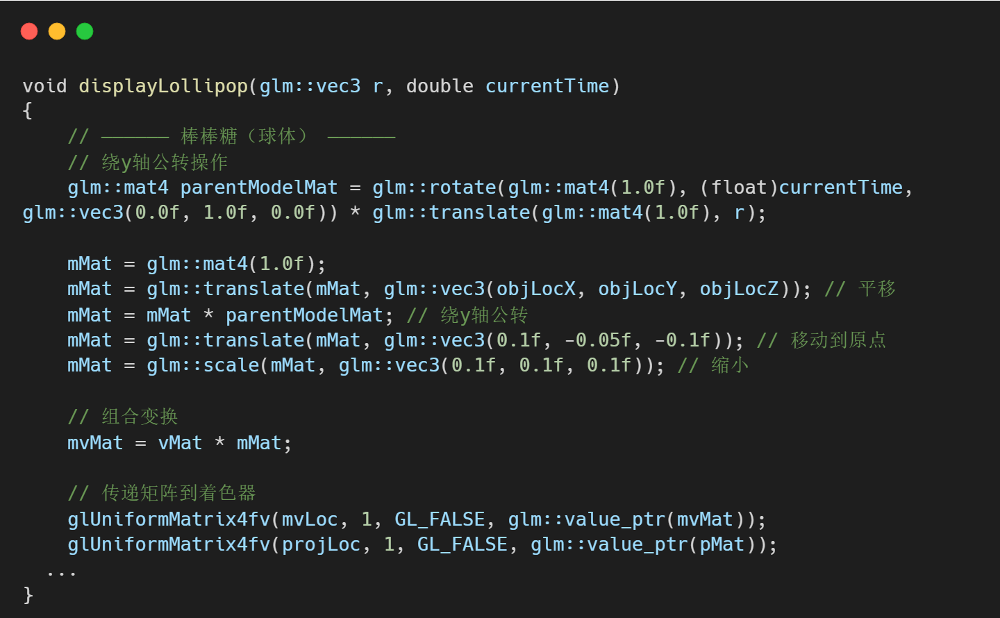 void displayLollipop(glm::vec3 r, double currentTime)
{
    // —————— 棒棒糖（球体） ——————
    // 绕y轴公转操作
    glm::mat4 parentModelMat = glm::rotate(glm::mat4(1.0f), (float)currentTime,
glm::vec3(0.0f, 1.0f, 0.0f)) * glm::translate(glm::mat4(1.0f), r);
    mMat = glm::mat4(1.0f);
    mMat = glm::translate(mMat, glm::vec3(objLocX, objLocY, objLocZ)); // 平移
    mMat = mMat * parentModelMat; // 绕y轴公转
    mMat = glm::translate(mMat, glm::vec3(0.1f, -0.05f, -0.1f)); // 移动到原点
    mMat = glm::scale(mMat, glm::vec3(0.1f, 0.1f, 0.1f)); // 缩小
    // 组合变换
    mvMat = vMat * mMat;
    // 传递矩阵到着色器
    glUniformMatrix4fv(mvLoc, 1, GL_FALSE, glm::value_ptr(mvMat));
    glUniformMatrix4fv(projLoc, 1, GL_FALSE, glm::value_ptr(pMat));
  ...
}